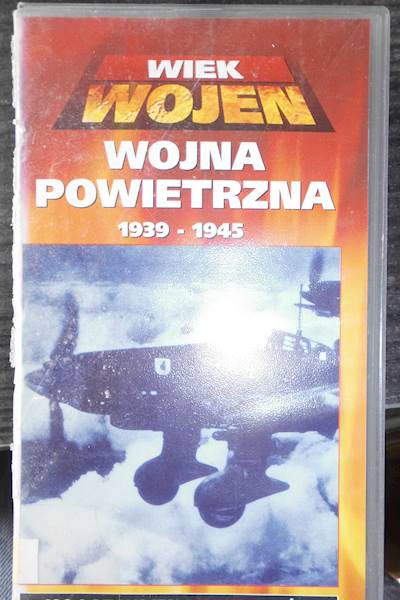 WIEK
WOJEN
WOJNA
POWIETRZNA
1939 - 1945